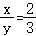 x/y = 2/3